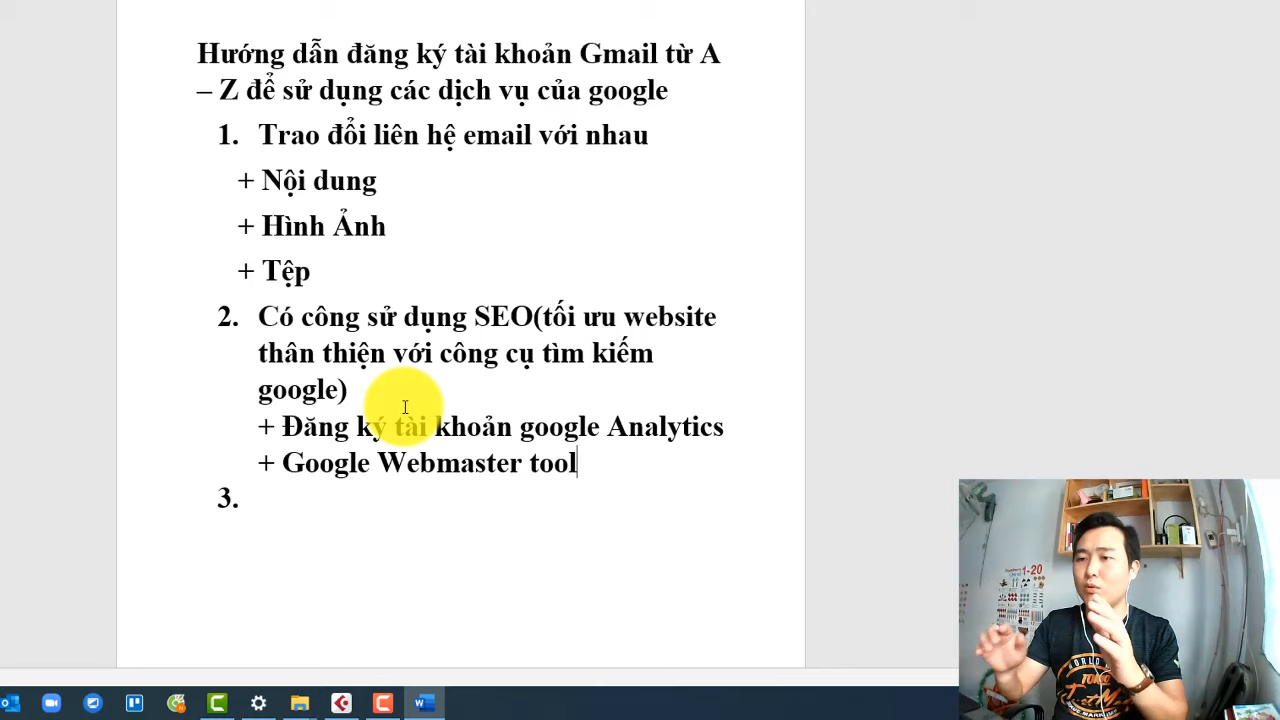 Hướng dẫn đăng ký tài khoản Gmail từ A
– Z để sử dụng các dịch vụ của google
1. Trao đổi liên hệ email với nhau
+ Nội dung
+ Hình Ảnh
+ Tệp
2. Có công sử dụng SEO(tối ưu website
thân thiện với công cụ tìm kiếm
google)
+ Đăng ký tài khoản google Analytics
+ Google Webmaster tool
3.
1-20